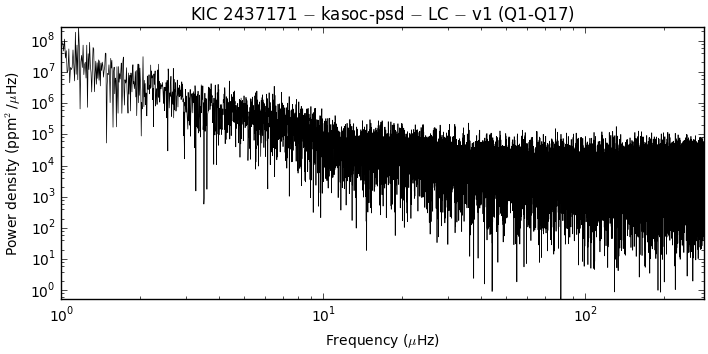 KIC 2437171 − kasoc-psd − LC − v1 (Q1-Q17)
Power density (ppm²/μHz)
10⁸
10⁷
10⁶
10⁵
10⁴
10³
10²
10¹
10⁰
10⁰ 10¹ 10²
Frequency (μHz)